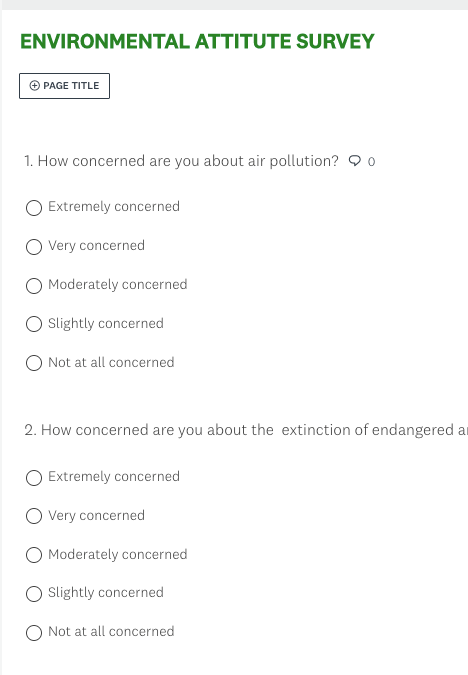 ENVIRONMENTAL ATTITUTE SURVEY
PAGE TITLE
1. How concerned are you about air pollution? 0
Extremely concerned
Very concerned
Moderately concerned
Slightly concerned
Not at all concerned
2. How concerned are you about the extinction of endangered
Extremely concerned
Very concerned
Moderately concerned
Slightly concerned
Not at all concerned